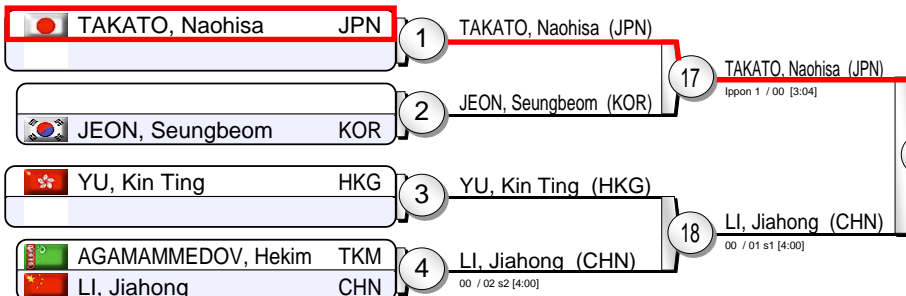 TAKATO, Naohisa JPN
1
TAKATO, Naohisa (JPN)
17
TAKATO, Naohisa (JPN)
Ippon 1 / 00 [3:04]
2
JEON, Seungbeom (KOR)
JEON, Seungbeom KOR
YU, Kin Ting HKG
3
YU, Kin Ting (HKG)
18
LI, Jiahong (CHN)
00 / 01 s1 [4:00]
AGAMAMMEDOV, Hekim TKM
4
LI, Jiahong (CHN)
00 / 02 s2 [4:00]
LI, Jiahong CHN